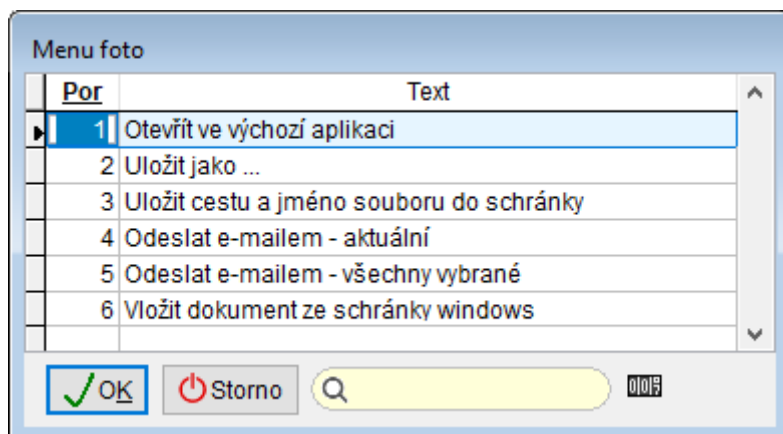 Menu foto
Por Text
1 Otevřít ve výchozí aplikaci
2 Uložit jako ...
3 Uložit cestu a jméno souboru do schránky
4 Odeslat e-mailem - aktuální
5 Odeslat e-mailem - všechny vybrané
6 Vložit dokument ze schránky windows
OK Storno